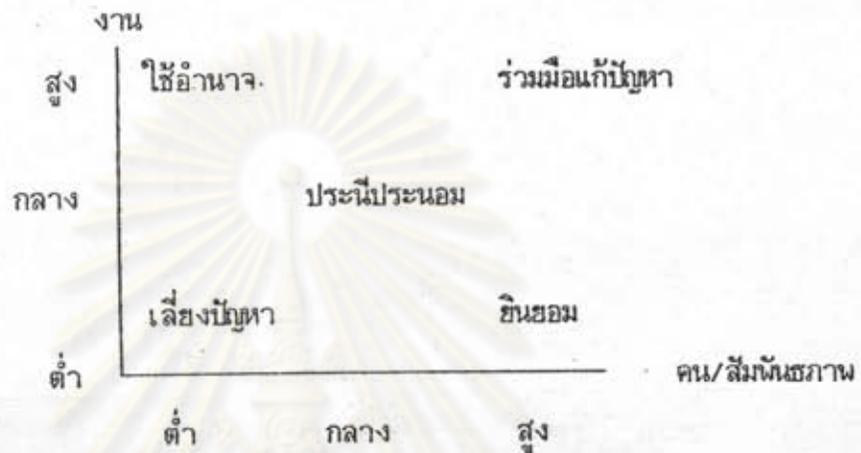 งาน
สูง ใช้อำนาจ ร่วมมือแก้ปัญหา
กลาง ประนีประนอม
เลี่ยงปัญหา ยินยอม
ต่ำ คน/สัมพันธภาพ
ต่ำ กลาง สูง